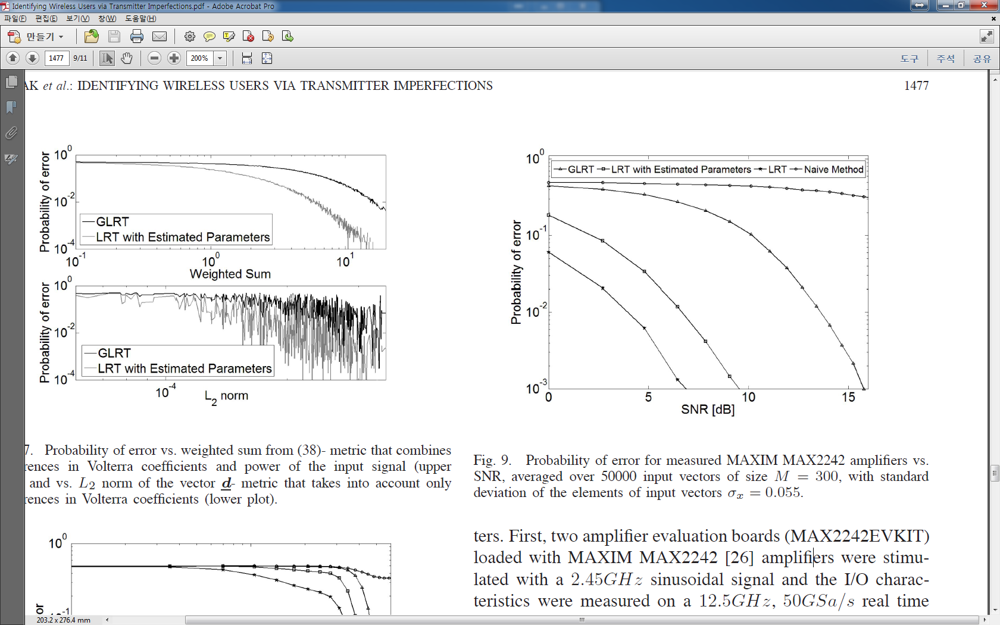 Identifying Wireless Users via Transmitter Imperfections.pdf - Adobe Acrobat Pro
파일(F) 편집(E) 보기(V) 창(W) 도움말(H)
만들기
1477 9/11 200% 도구 주석 공유
AK et al.: IDENTIFYING WIRELESS USERS VIA TRANSMITTER IMPERFECTIONS 1477
10^0
10^-2
10^-4
Probability of error
GLRT
LRT with Estimated Parameters
10^-1 10^0 10^1
Weighted Sum
10^0
10^-2
10^-4
Probability of error
GLRT
LRT with Estimated Parameters
10^-4
L_2 norm
7. Probability of error vs. weighted sum from (38)- metric that combines
rences in Volterra coefficients and power of the input signal (upper
and vs. L_2 norm of the vector d- metric that takes into account only
rences in Volterra coefficients (lower plot).
10^0
10^-1
or
10^0
10^-1
10^-2
10^-3
Probability of error
GLRT LRT with Estimated Parameters LRT Naive Method
0 5 10 15
SNR [dB]
Fig. 9. Probability of error for measured MAXIM MAX2242 amplifiers vs.
SNR, averaged over 50000 input vectors of size M = 300, with standard
deviation of the elements of input vectors σ_x = 0.055.
ters. First, two amplifier evaluation boards (MAX2242EVKIT)
loaded with MAXIM MAX2242 [26] amplifiers were stimu-
lated with a 2.45GHz sinusoidal signal and the I/O charac-
teristics were measured on a 12.5GHz, 50GSa/s real time
203.2 x 276.4 mm